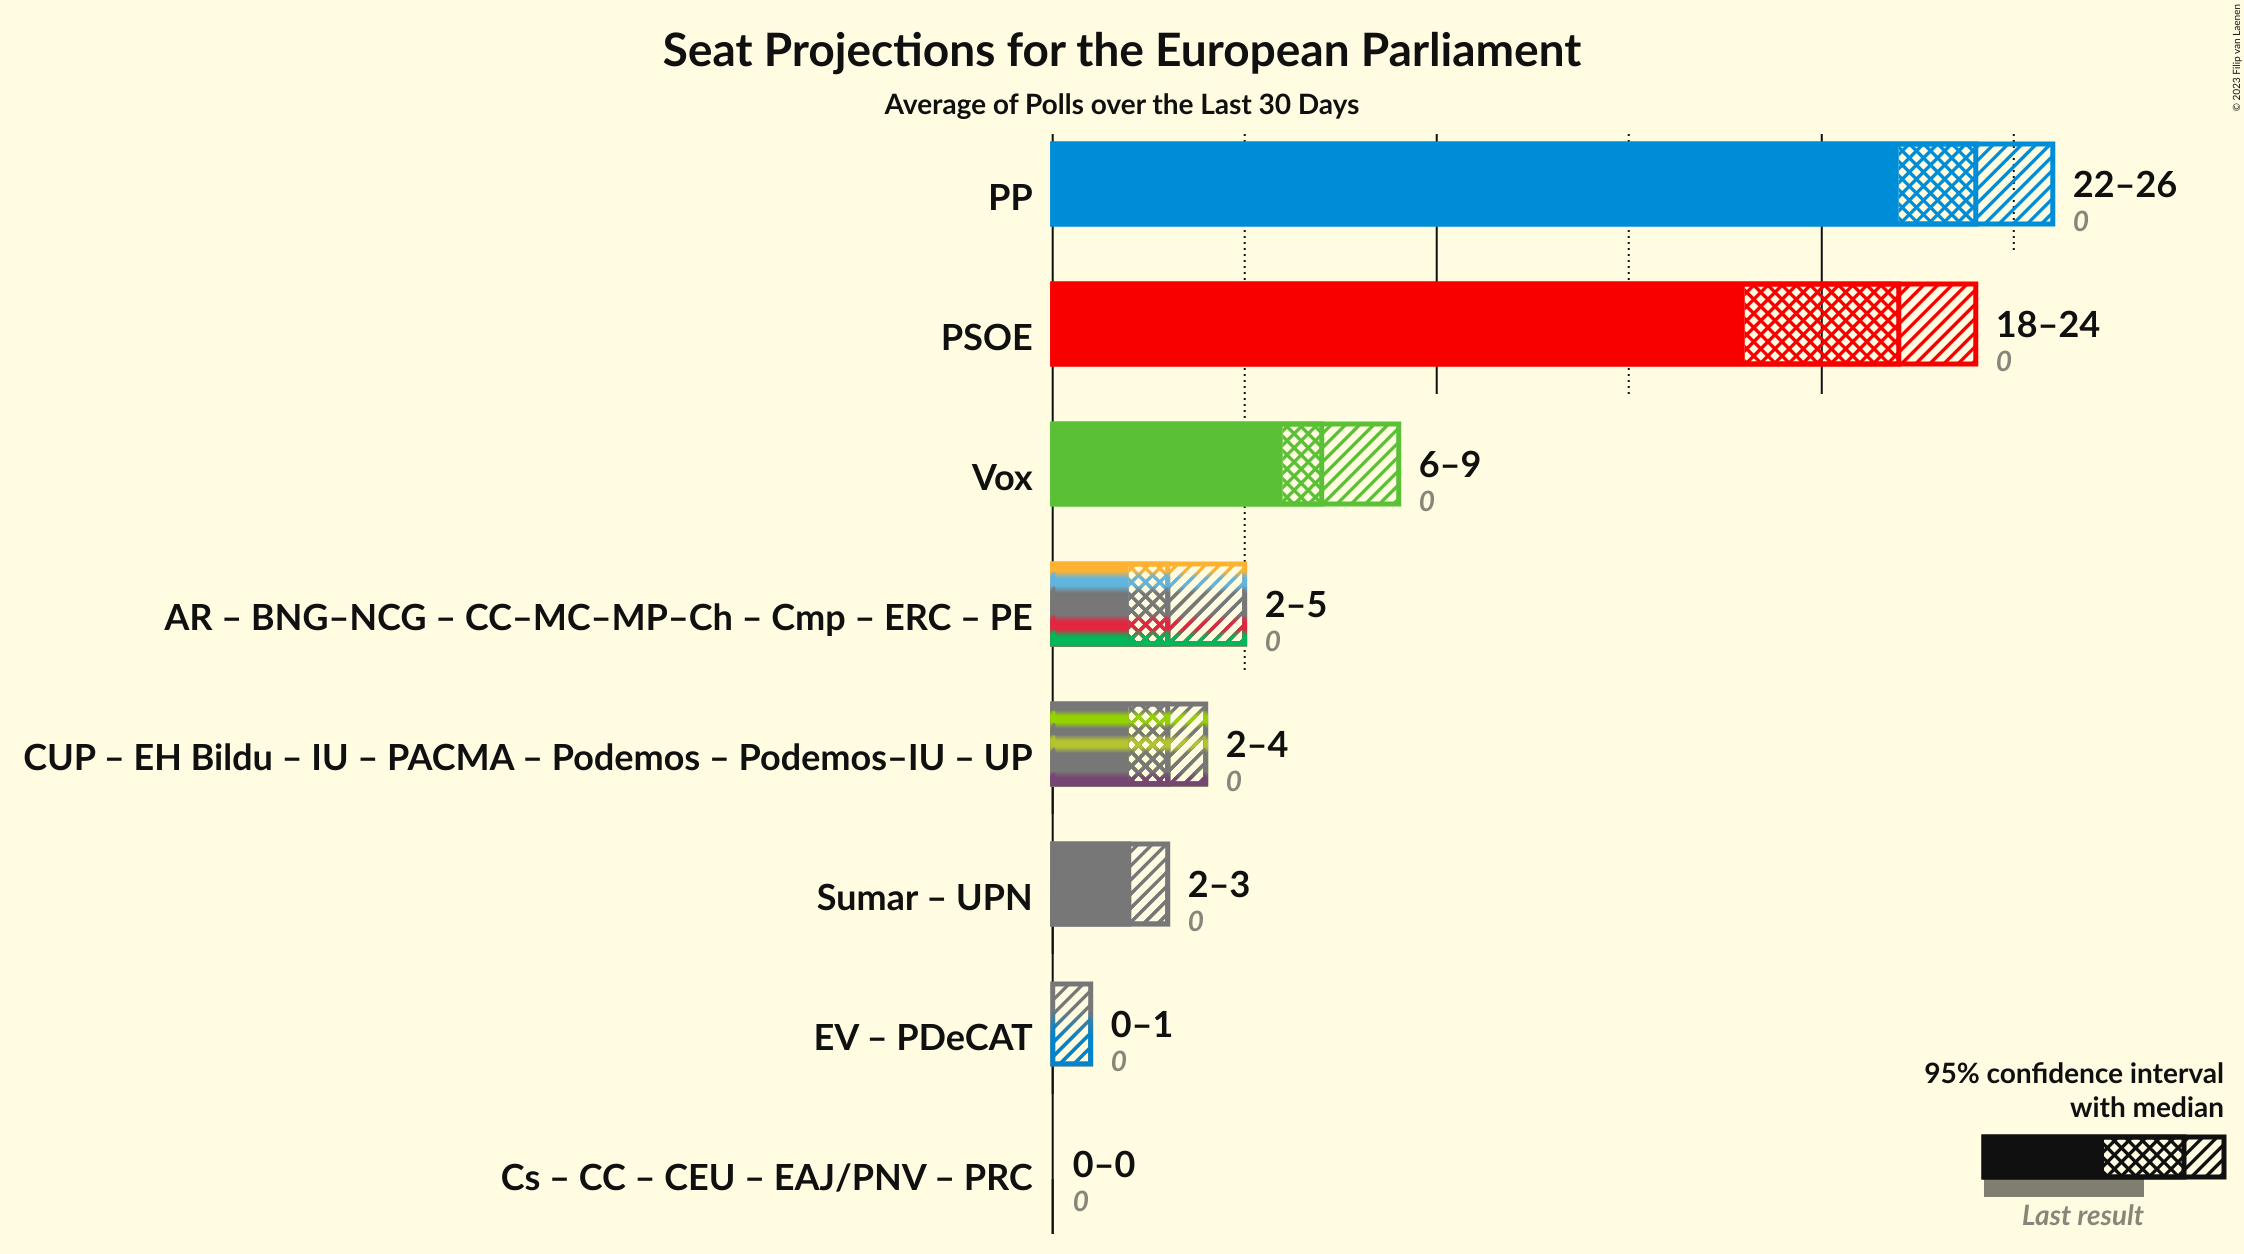 Seat Projections for the European Parliament
Average of Polls over the Last 30 Days
© 2023 Filip van Laenen
PP
22–26
0
PSOE
18–24
0
Vox
6–9
0
AR – BNG–NCG – CC–MC–MP–Ch – Cmp – ERC – PE
2–5
0
CUP – EH Bildu – IU – PACMA – Podemos – Podemos–IU – UP
2–4
0
Sumar – UPN
2–3
0
EV – PDeCAT
0–1
0
Cs – CC – CEU – EAJ/PNV – PRC
0–0
0
95% confidence interval
with median
Last result